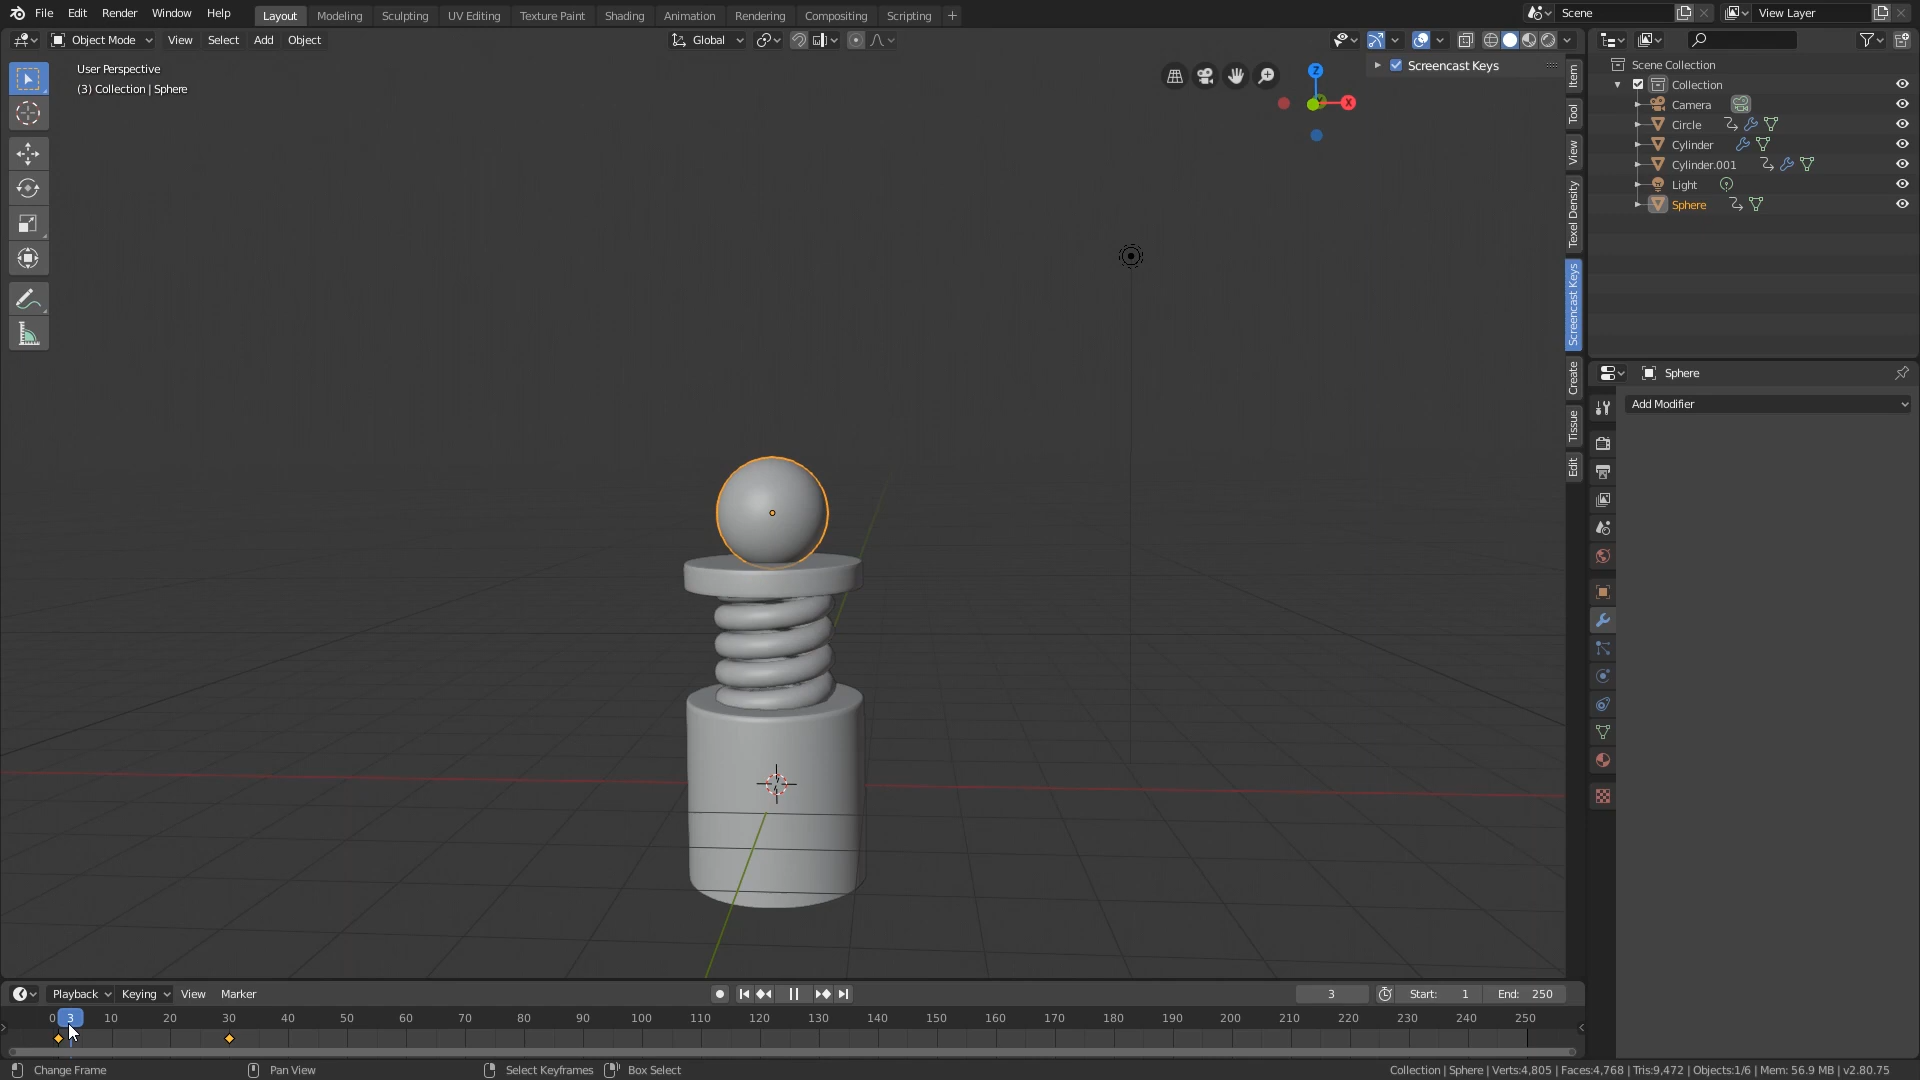 File Edit Render Window Help
Layout Modeling Sculpting UV Editing Texture Paint Shading Animation Rendering Compositing Scripting +
Scene
View Layer
Object Mode View Select Add Object
Global
User Perspective
(3) Collection | Sphere
Screencast Keys
Z
X
Item
Tool
View
Texel Density
Screencast Keys
Create
Tissue
Edit
Scene Collection
Collection
Camera
Circle
Cylinder
Cylinder.001
Light
Sphere
Sphere
Add Modifier
Playback Keying View Marker
3
Start: 1 End: 250
0 3 10 20 30 40 50 60 70 80 90 100 110 120 130 140 150 160 170 180 190 200 210 220 230 240 250
Change Frame Pan View Select Keyframes Box Select
Collection | Sphere | Verts:4,805 | Faces:4,768 | Tris:9,472 | Objects:1/6 | Mem: 56.9 MB | v2.80.75